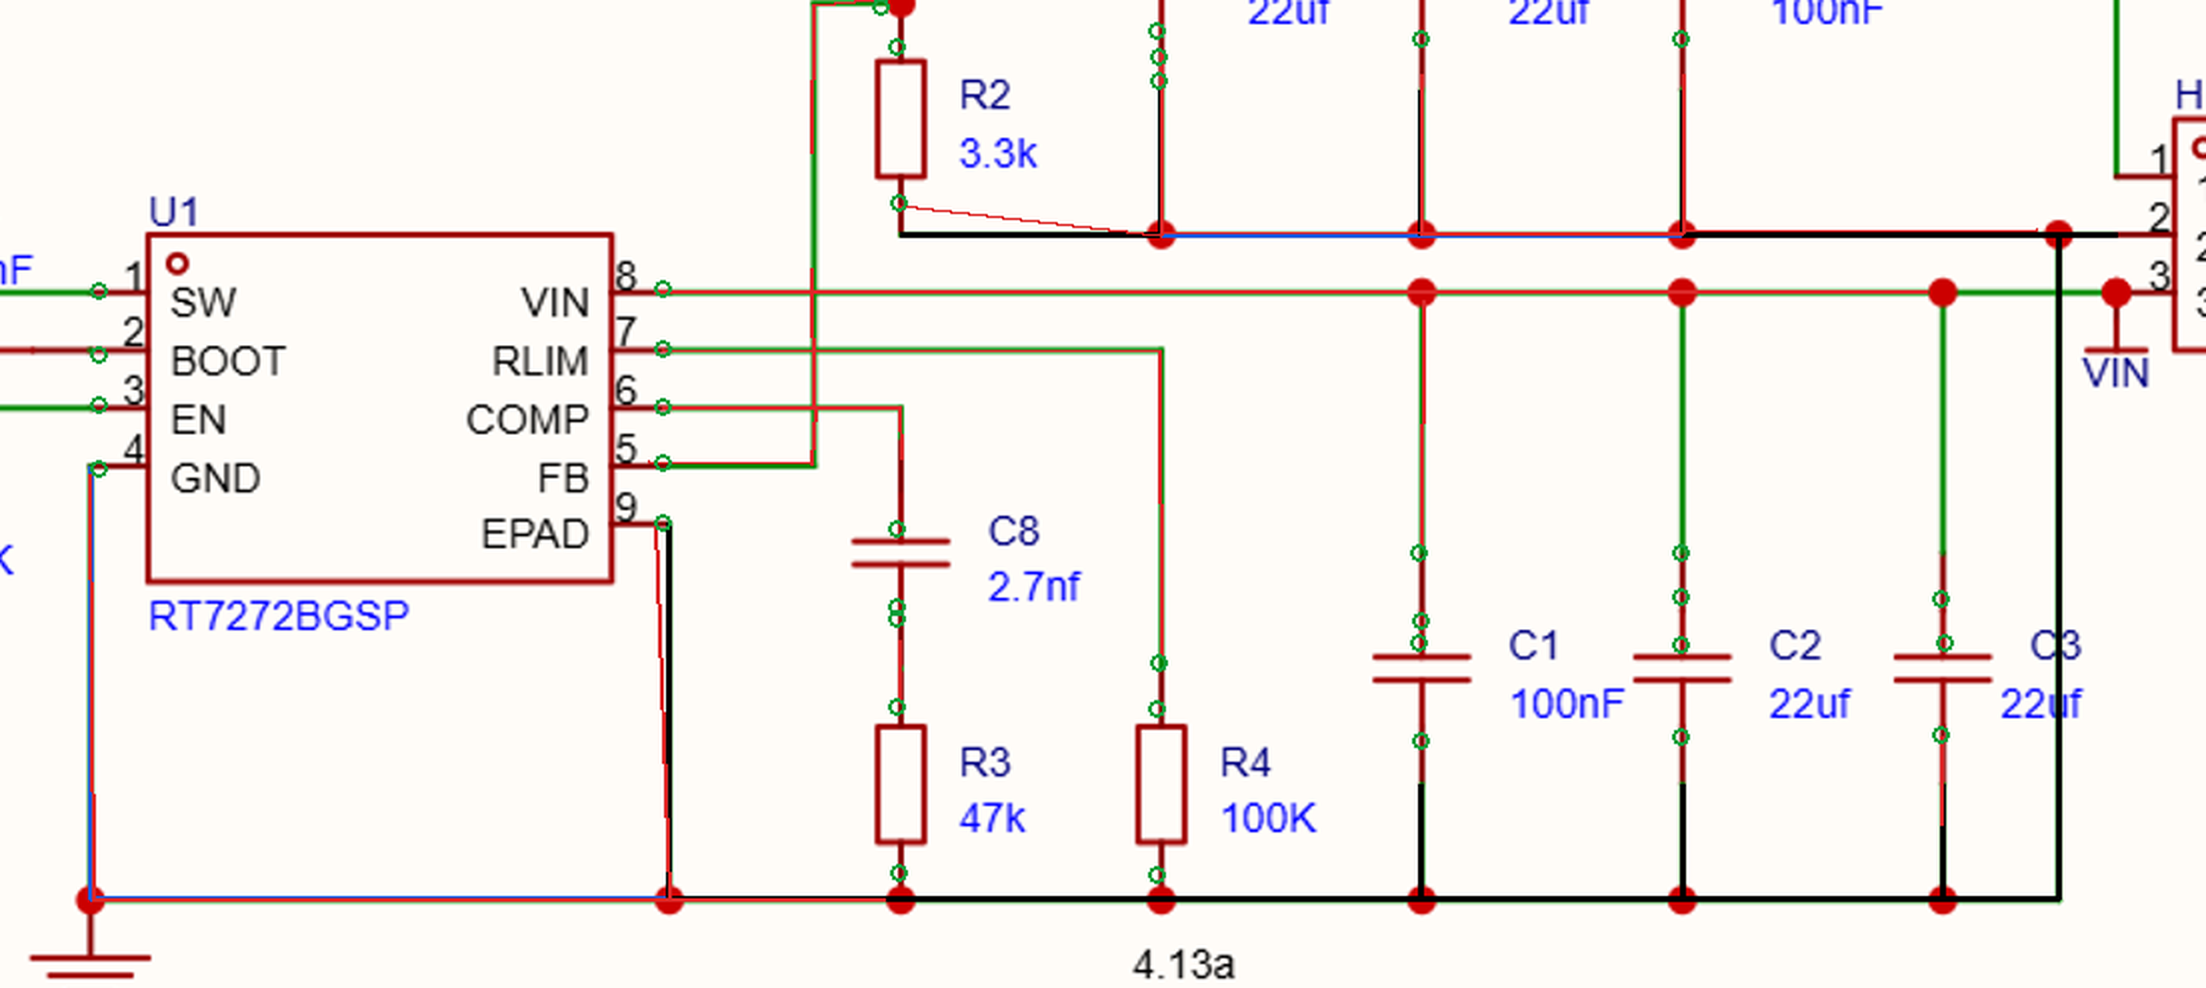 22uf
22uf
100nF
R2
3.3k
H
1
2
3
VIN
U1
nF
1
SW
2
BOOT
3
EN
4
GND
8
VIN
7
RLIM
6
COMP
5
FB
9
EPAD
RT7272BGSP
K
C8
2.7nf
R3
47k
R4
100K
C1
100nF
C2
22uf
C3
22uf
4.13a